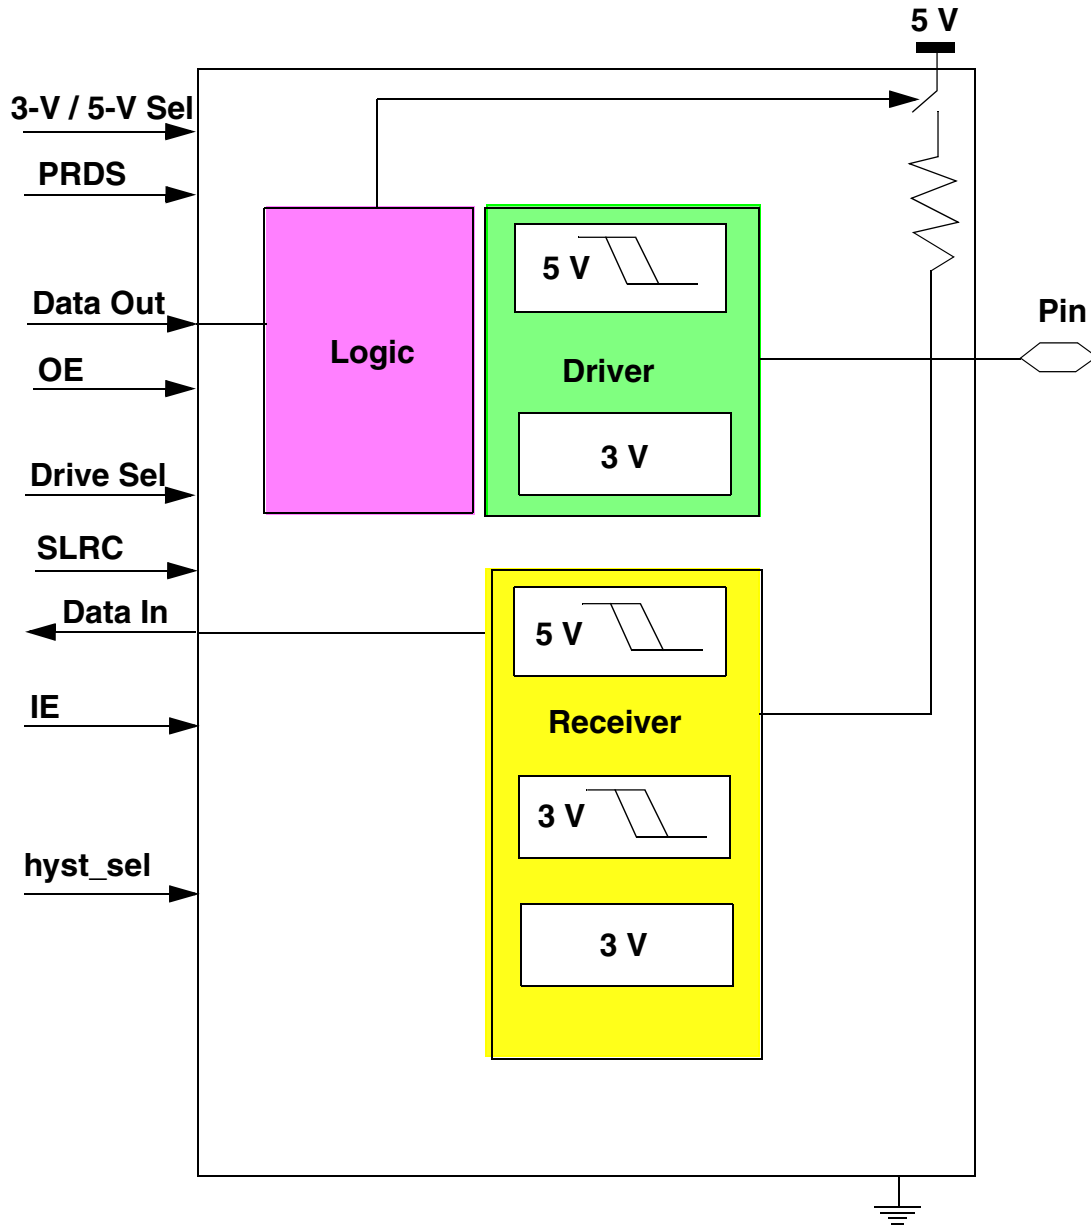 5 V
3-V / 5-V Sel
PRDS
Data Out
OE
Drive Sel
SLRC
Data In
IE
hyst_sel
Logic
5 V
Driver
3 V
Pin
5 V
Receiver
3 V
3 V